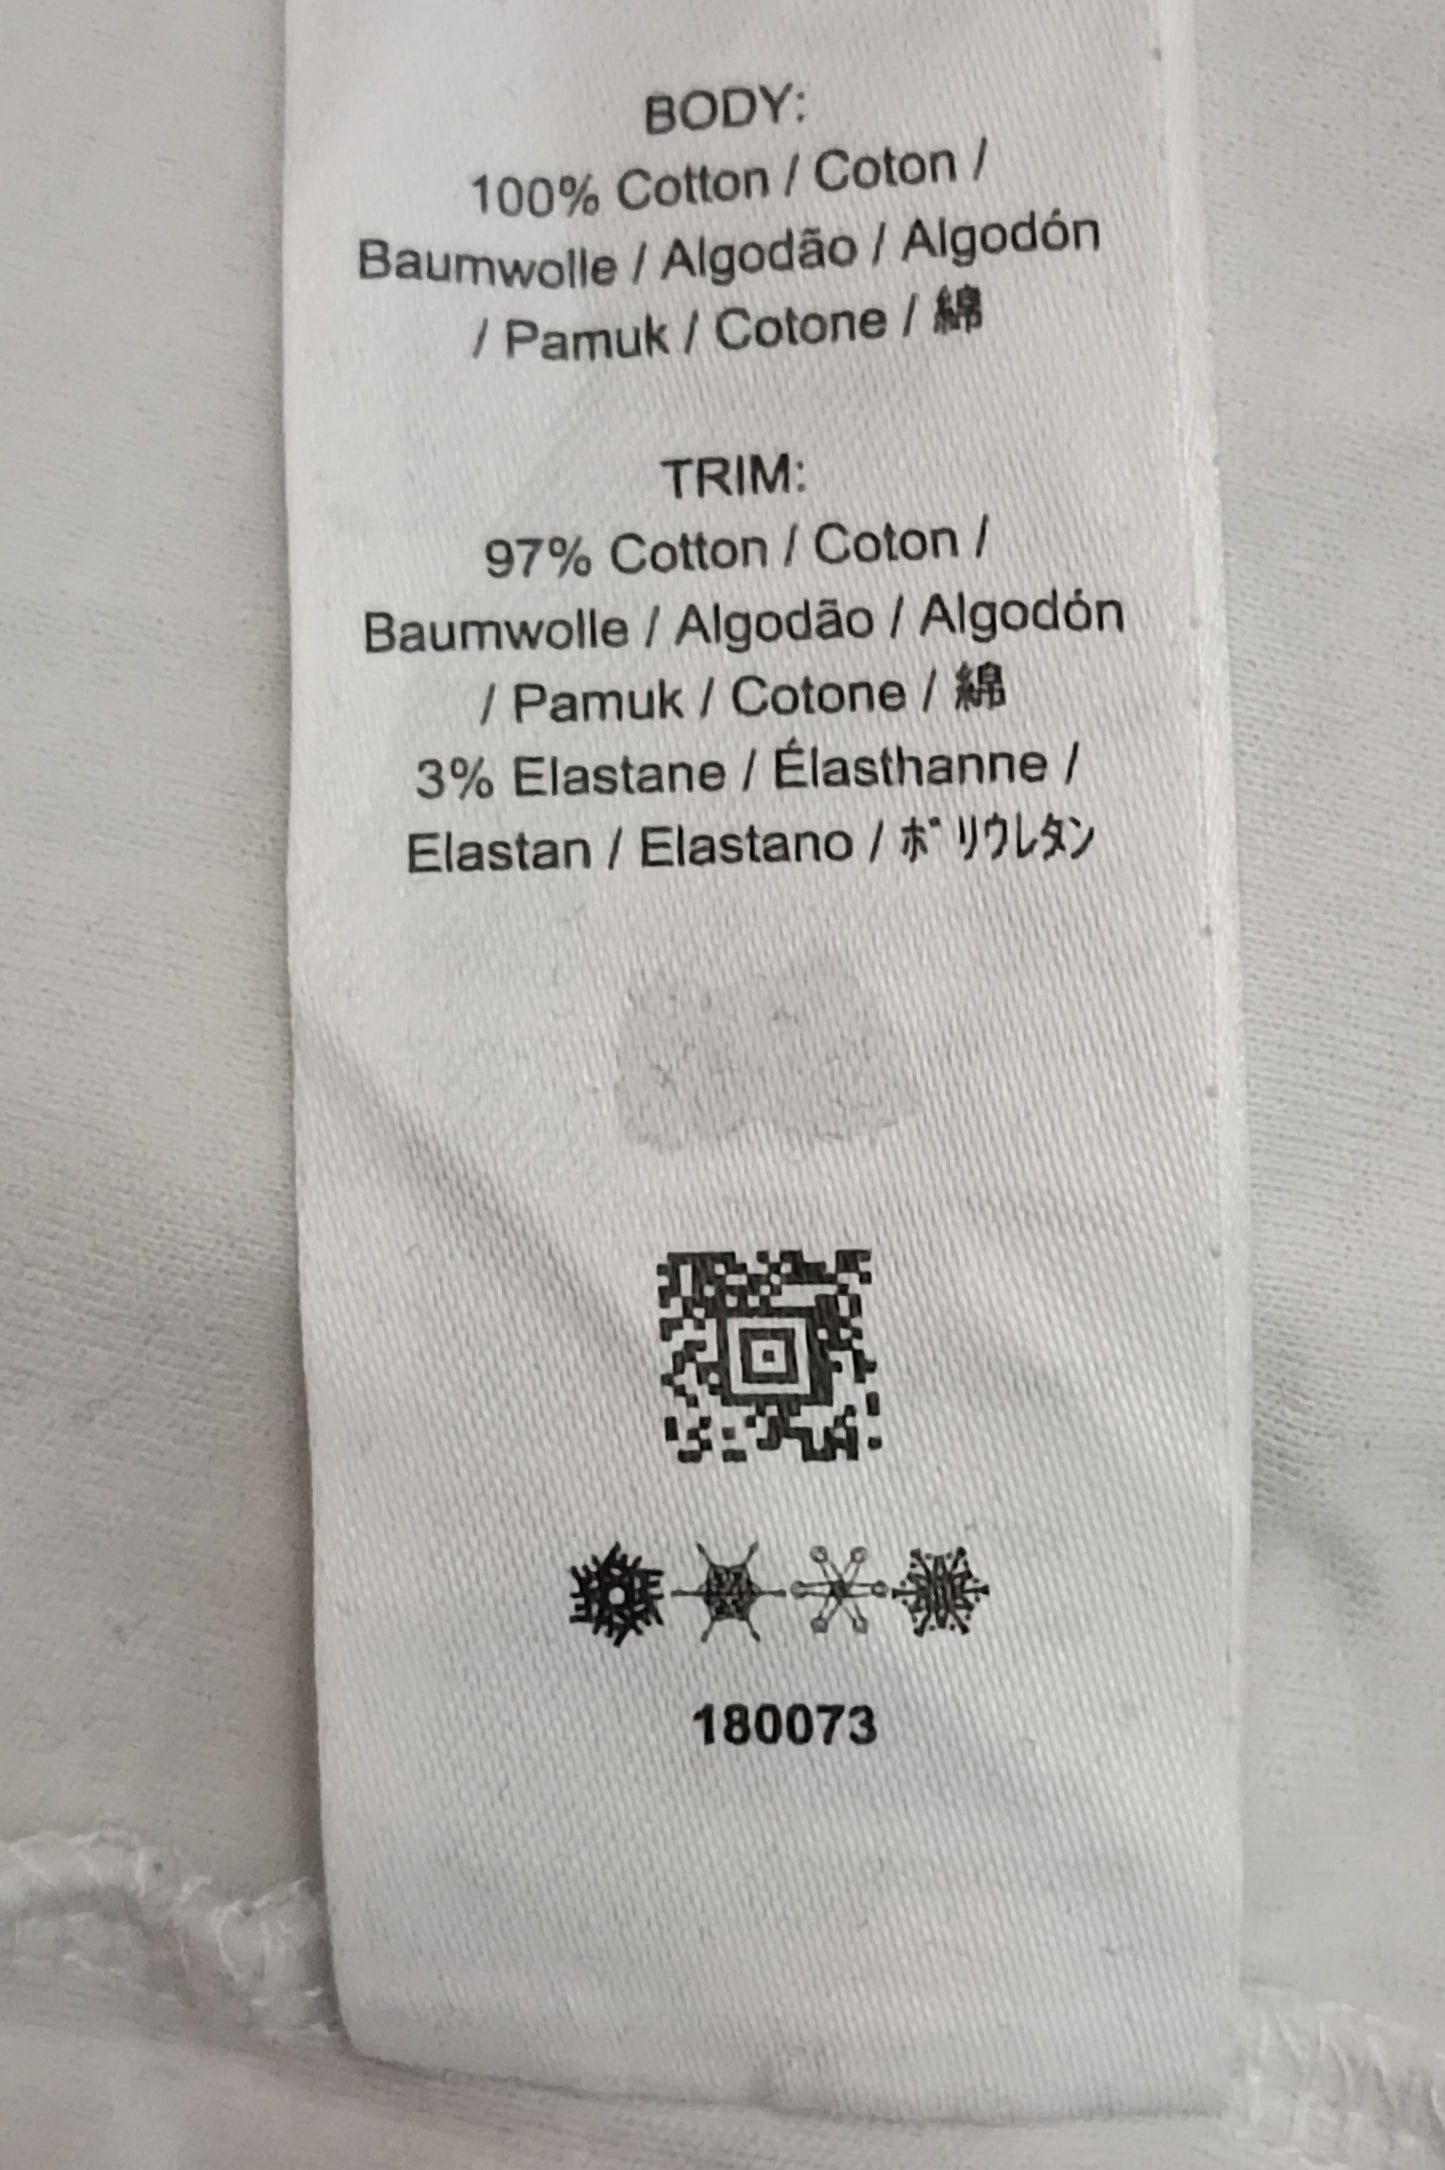 BODY:
100% Cotton / Coton /
Baumwolle / Algodão / Algodón
/ Pamuk / Cotone / 綿
TRIM:
97% Cotton / Coton /
Baumwolle / Algodão / Algodón
/ Pamuk / Cotone / 綿
3% Elastane / Élasthanne /
Elastan / Elastano / ﾎﾟﾘｳﾚﾀﾝ
180073